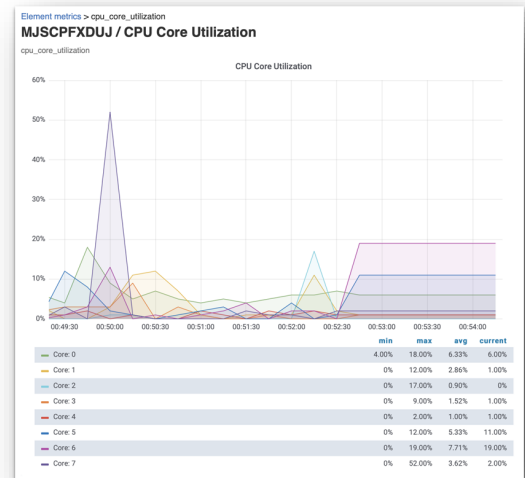 Element metrics > cpu_core_utilization
MJSCPFXDUJ / CPU Core Utilization
cpu_core_utilization
CPU Core Utilization
60%
50%
40%
30%
20%
10%
0%
00:49:30 00:50:00 00:50:30 00:51:00 00:51:30 00:52:00 00:52:30 00:53:00 00:53:30 00:54:00
min max avg current
Core: 0 4.00% 18.00% 6.33% 6.00%
Core: 1 0% 12.00% 2.86% 1.00%
Core: 2 0% 17.00% 0.90% 0%
Core: 3 0% 9.00% 1.52% 1.00%
Core: 4 0% 2.00% 1.00% 1.00%
Core: 5 0% 12.00% 5.33% 11.00%
Core: 6 0% 19.00% 7.71% 19.00%
Core: 7 0% 52.00% 3.62% 2.00%